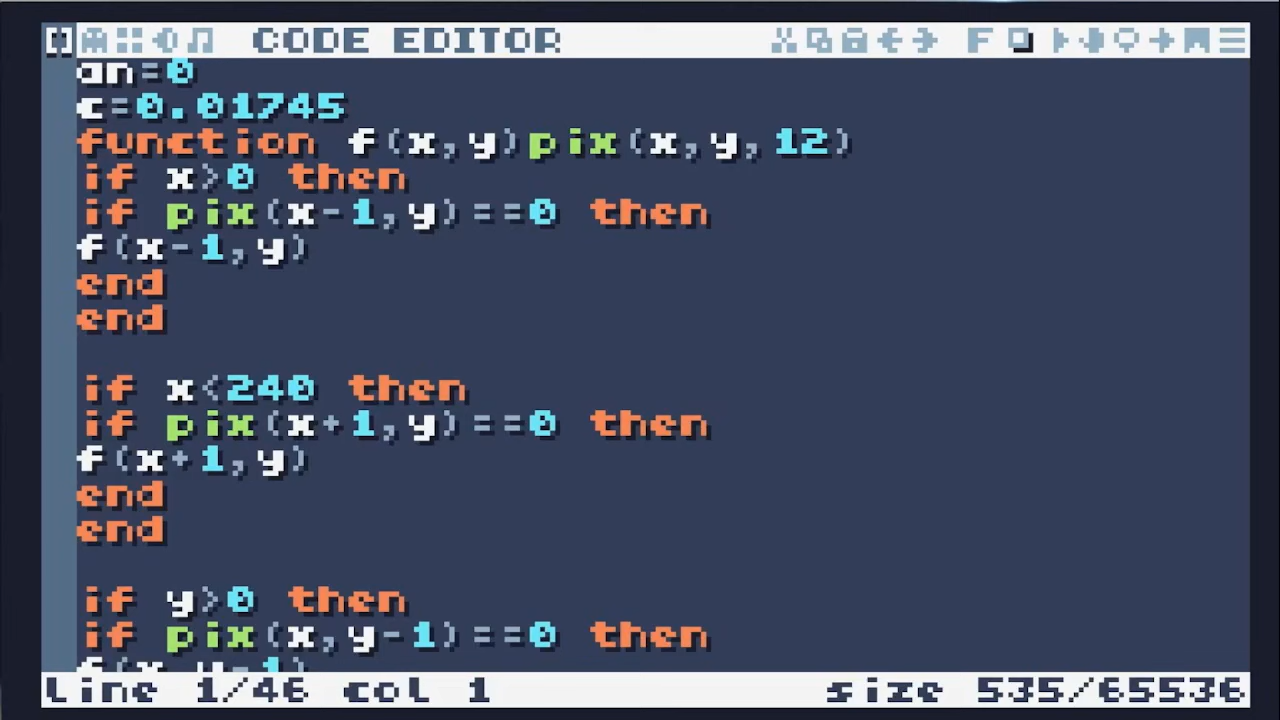 CODE EDITOR
an=0
c=0.01745
function f(x,y)pix(x,y,12)
if x>0 then
if pix(x-1,y)==0 then
f(x-1,y)
end
end
if x<240 then
if pix(x+1,y)==0 then
f(x+1,y)
end
end
if y>0 then
if pix(x,y-1)==0 then
f(x,y-1)
line 1/46 col 1
size 535/65536